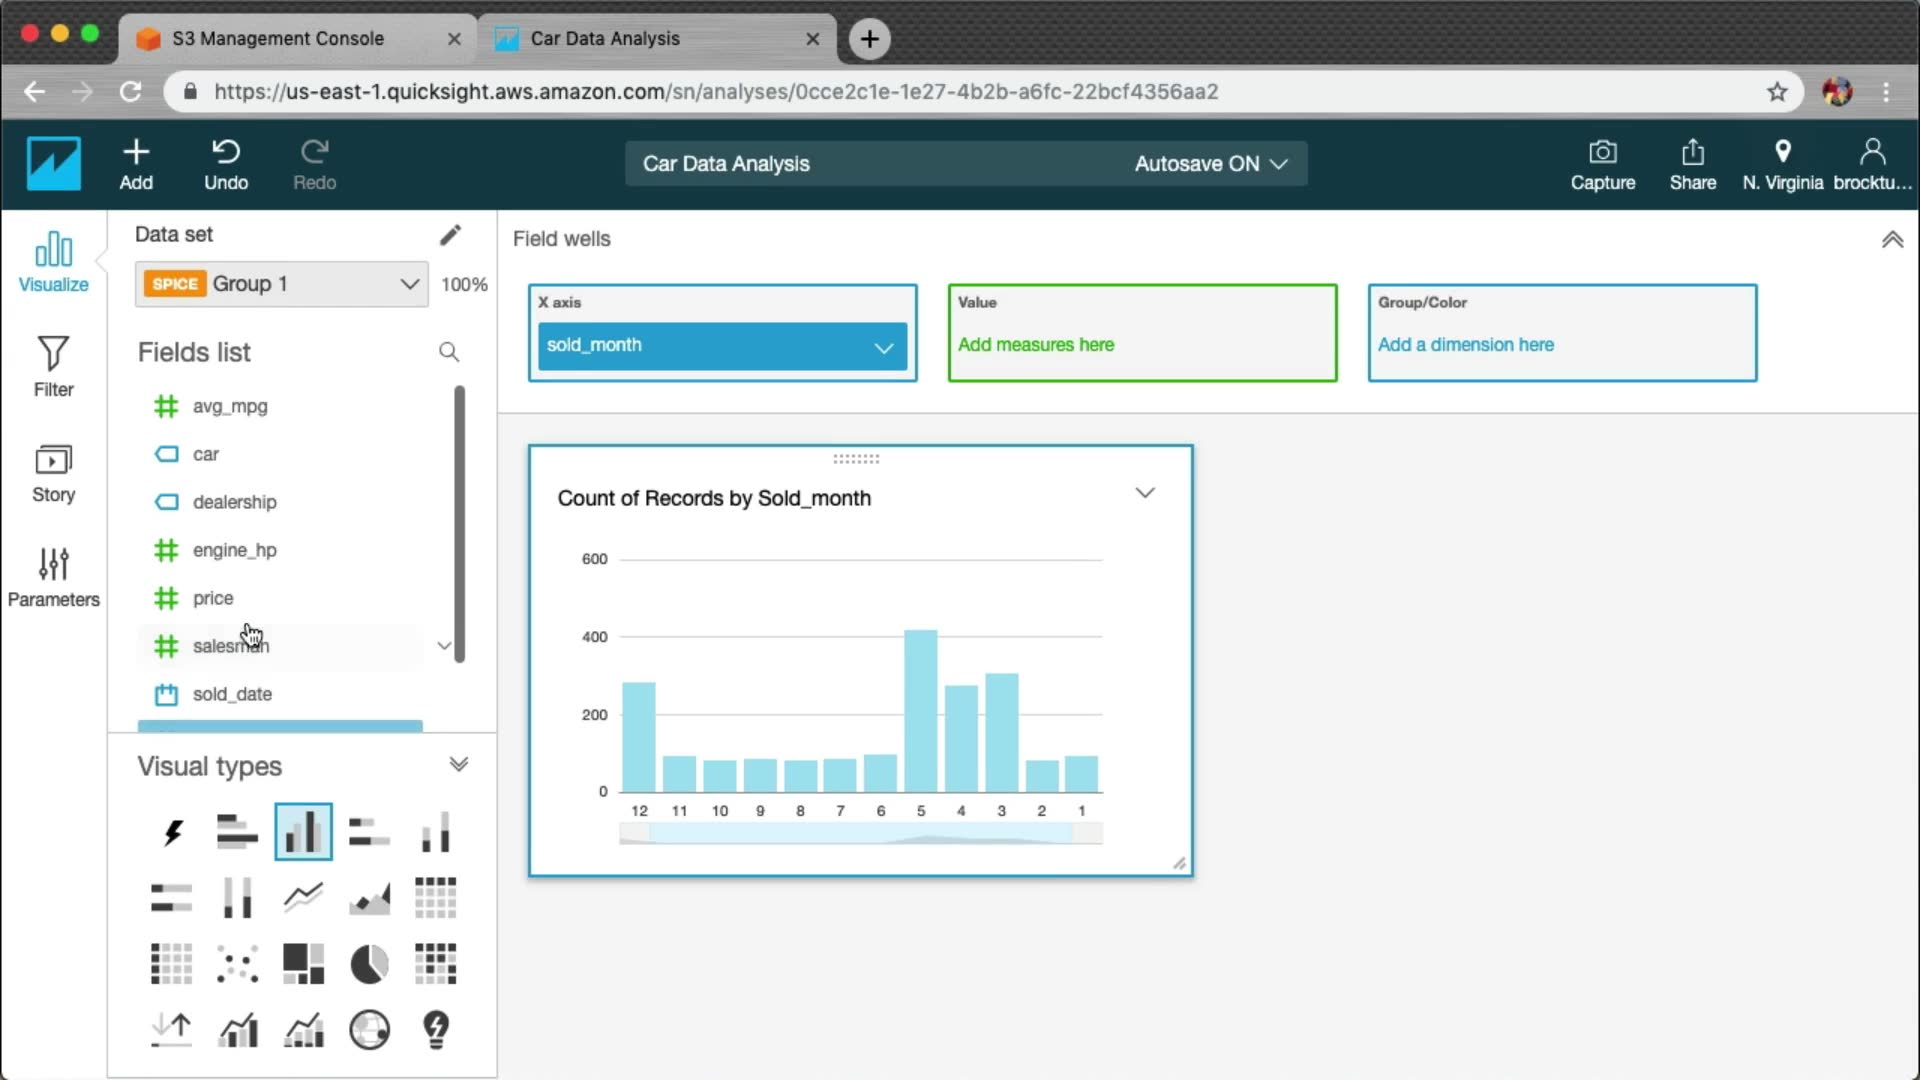 S3 Management Console
Car Data Analysis
https://us-east-1.quicksight.aws.amazon.com/sn/analyses/0cce2c1e-1e27-4b2b-a6fc-22bcf4356aa2
Add
Undo
Redo
Car Data Analysis
Autosave ON
Capture
Share
N. Virginia
brocktu...
Visualize
Filter
Story
Parameters
Data set
SPICE Group 1
100%
Fields list
avg_mpg
car
dealership
engine_hp
price
salesman
sold_date
Visual types
Field wells
X axis
sold_month
Value
Add measures here
Group/Color
Add a dimension here
Count of Records by Sold_month
600
400
200
0
12 11 10 9 8 7 6 5 4 3 2 1